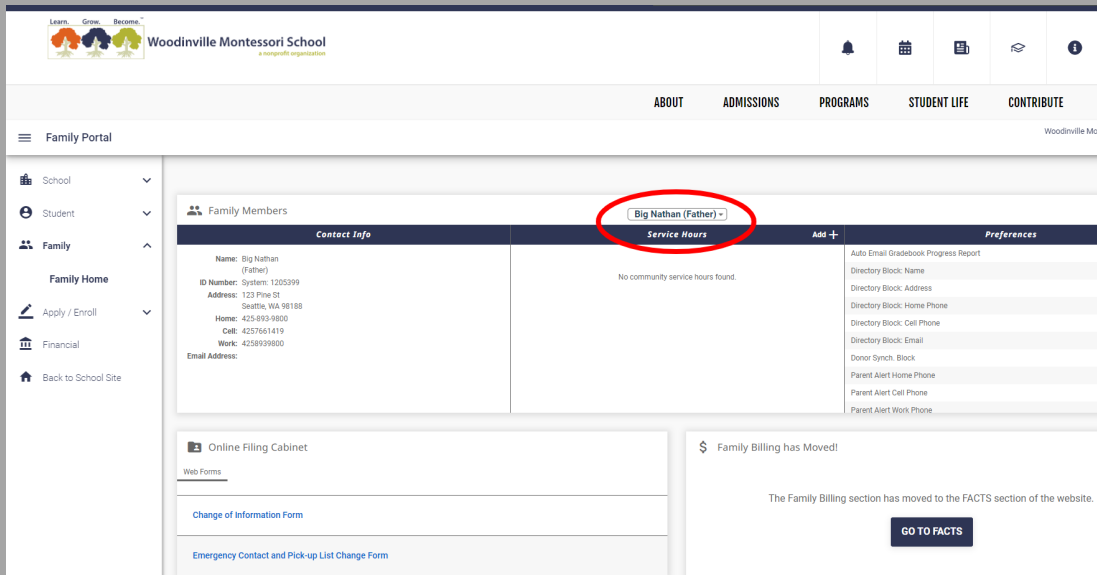 Learn. Grow. Become.™
Woodinville Montessori School
a nonprofit organization
ABOUT ADMISSIONS PROGRAMS STUDENT LIFE CONTRIBUTE
Family Portal
Woodinville Mo
School
Student
Family
Family Home
Apply / Enroll
Financial
Back to School Site
Family Members
Big Nathan (Father)
Contact Info
Name: Big Nathan
(Father)
ID Number: System: 1205399
Address: 123 Pine St
Seattle, WA 98188
Home: 425-893-9800
Cell: 4257661419
Work: 4258939800
Email Address:
Service Hours Add +
No community service hours found.
Preferences
Auto Email Gradebook Progress Report
Directory Block: Name
Directory Block: Address
Directory Block: Home Phone
Directory Block: Cell Phone
Directory Block: Email
Donor Synch. Block
Parent Alert Home Phone
Parent Alert Cell Phone
Parent Alert Work Phone
Online Filing Cabinet
Web Forms
Change of Information Form
Emergency Contact and Pick-up List Change Form
$ Family Billing has Moved!
The Family Billing section has moved to the FACTS section of the website.
GO TO FACTS